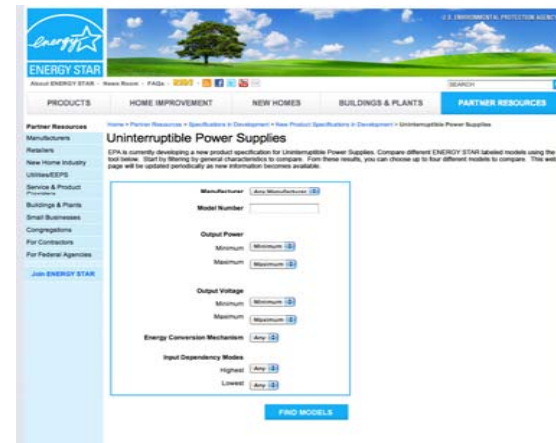 U.S. ENVIRONMENTAL PROTECTION AGENCY
energy
ENERGY STAR
About ENERGY STAR · News Room · FAQs ·
SEARCH
PRODUCTS
HOME IMPROVEMENT
NEW HOMES
BUILDINGS & PLANTS
PARTNER RESOURCES
Partner Resources
Manufacturers
Retailers
New Home Industry
Utilities/EEPS
Service & Product
Providers
Buildings & Plants
Small Businesses
Congregations
For Contractors
For Federal Agencies
Join ENERGY STAR
Home » Partner Resources » Specifications in Development » New Product Specifications in Development » Uninterruptible Power Supplies
Uninterruptible Power Supplies
EPA is currently developing a new product specification for Uninterruptible Power Supplies. Compare different ENERGY STAR labeled models using the
tool below. Start by filtering by general characteristics to compare. From these results, you can choose up to four different models to compare. This web
page will be updated periodically as new information becomes available.
Manufacturer Any Manufacturer
Model Number
Output Power
Minimum Minimum
Maximum Maximum
Output Voltage
Minimum Minimum
Maximum Maximum
Energy Conversion Mechanism Any
Input Dependency Modes
Highest Any
Lowest Any
FIND MODELS